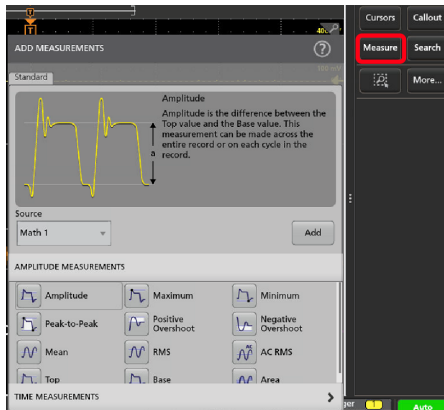 T
Cursors
Callout
ADD MEASUREMENTS
?
Measure
Search
Standard
More...
Amplitude
Amplitude is the difference between the
Top value and the Base value. This
measurement can be made across the
entire record or on each cycle in the
record.
a
Source
Math 1
Add
AMPLITUDE MEASUREMENTS
Amplitude
Maximum
Minimum
Peak-to-Peak
Positive
Overshoot
Negative
Overshoot
Mean
RMS
AC RMS
Top
Base
Area
TIME MEASUREMENTS
1
Auto